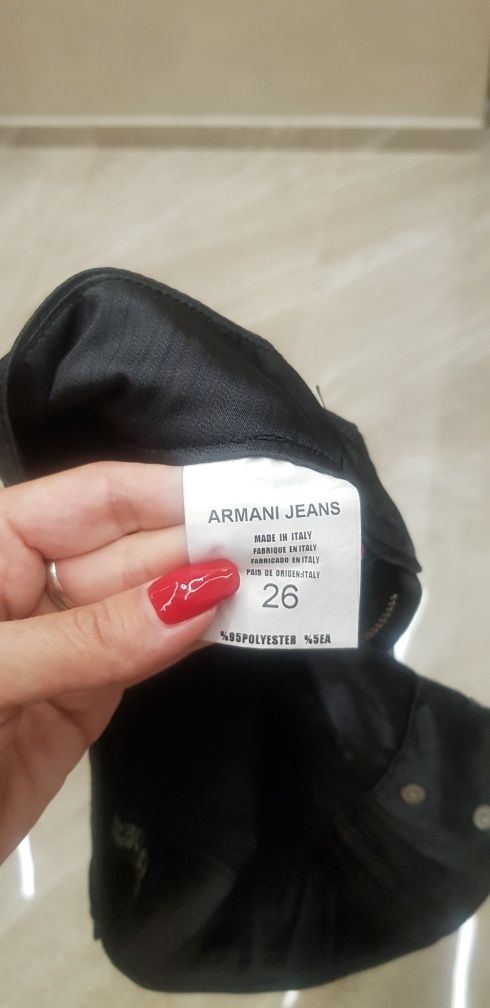 ARMANI JEANS
MADE IN ITALY
FABRIQUE EN ITALY
FABRICADO EN ITALY
PAIS DE ORIGEN:ITALY
26
%95POLYESTER %5EA